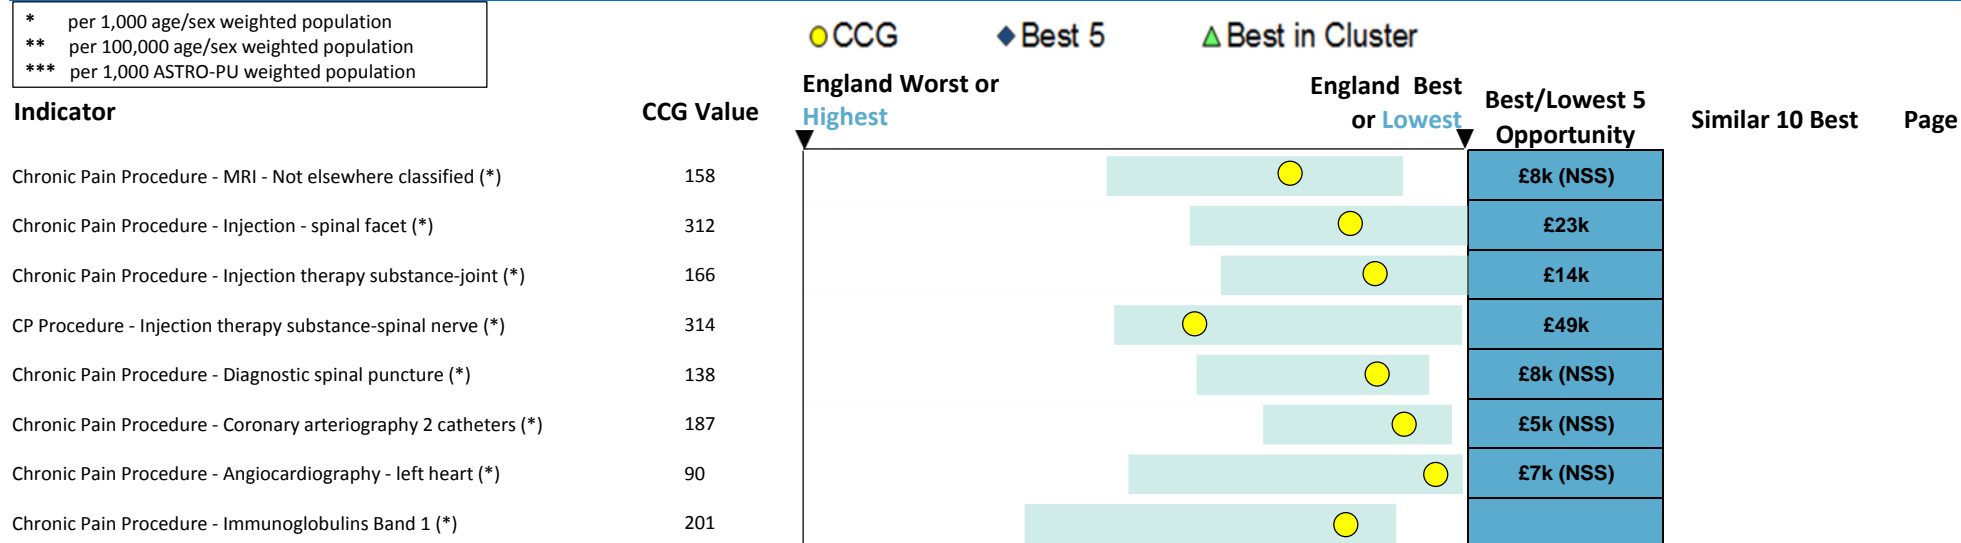 * per 1,000 age/sex weighted population
** per 100,000 age/sex weighted population
*** per 1,000 ASTRO-PU weighted population
CCG Best 5 Best in Cluster
Indicator CCG Value England Worst or Highest England Best or Lowest Best/Lowest 5 Opportunity Similar 10 Best Page
Chronic Pain Procedure - MRI - Not elsewhere classified (*) 158 £8k (NSS)
Chronic Pain Procedure - Injection - spinal facet (*) 312 £23k
Chronic Pain Procedure - Injection therapy substance-joint (*) 166 £14k
CP Procedure - Injection therapy substance-spinal nerve (*) 314 £49k
Chronic Pain Procedure - Diagnostic spinal puncture (*) 138 £8k (NSS)
Chronic Pain Procedure - Coronary arteriography 2 catheters (*) 187 £5k (NSS)
Chronic Pain Procedure - Angiocardiography - left heart (*) 90 £7k (NSS)
Chronic Pain Procedure - Immunoglobulins Band 1 (*) 201